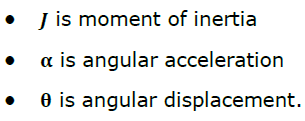 • J is moment of inertia
• α is angular acceleration
• θ is angular displacement.